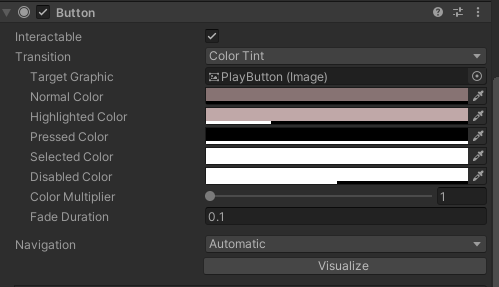 Button
Interactable
Transition Color Tint
Target Graphic PlayButton (Image)
Normal Color
Highlighted Color
Pressed Color
Selected Color
Disabled Color
Color Multiplier 1
Fade Duration 0.1
Navigation Automatic
Visualize